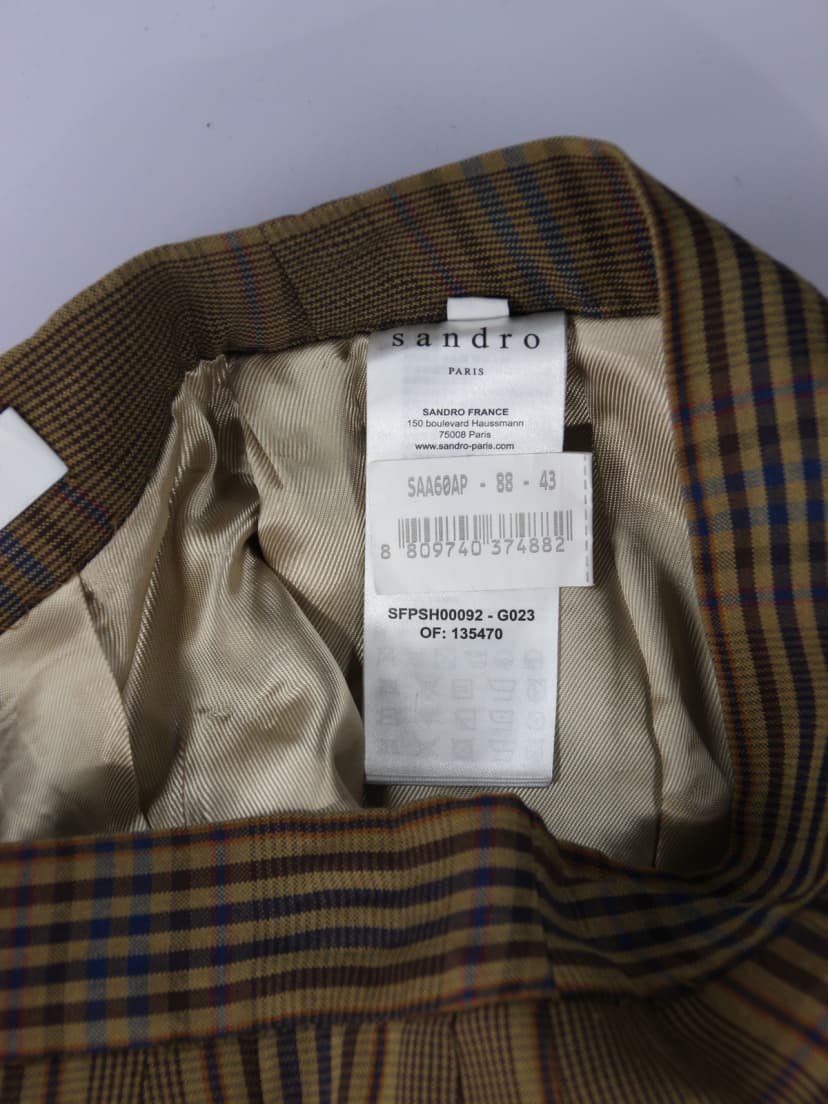 sandro
PARIS
SANDRO FRANCE
150 boulevard Haussmann
75008 Paris
www.sandro-paris.com
SAA60AP - 88 - 43
8 809740 374882
SFPSH00092 - G023
OF: 135470